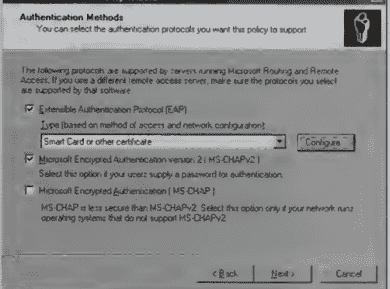 Authentication Methods
You can select the authentication protocols you want this policy to support
The following protocols are supported by servers running Microsoft Routing and Remote
Access. If you use a different remote access server, make sure the protocols you select
are supported by that software.
Extensible Authentication Protocol (EAP)
Type (based on method of access and network configuration):
Smart Card or other certificate
Configure
Microsoft Encrypted Authentication version 2 (MS-CHAPv2)
Select this option if your users supply a password for authentication.
Microsoft Encrypted Authentication (MS-CHAP)
MS-CHAP is less secure than MS-CHAPv2. Select this option only if your network runs
operating systems that do not support MS-CHAPv2
< Back
Next >
Cancel